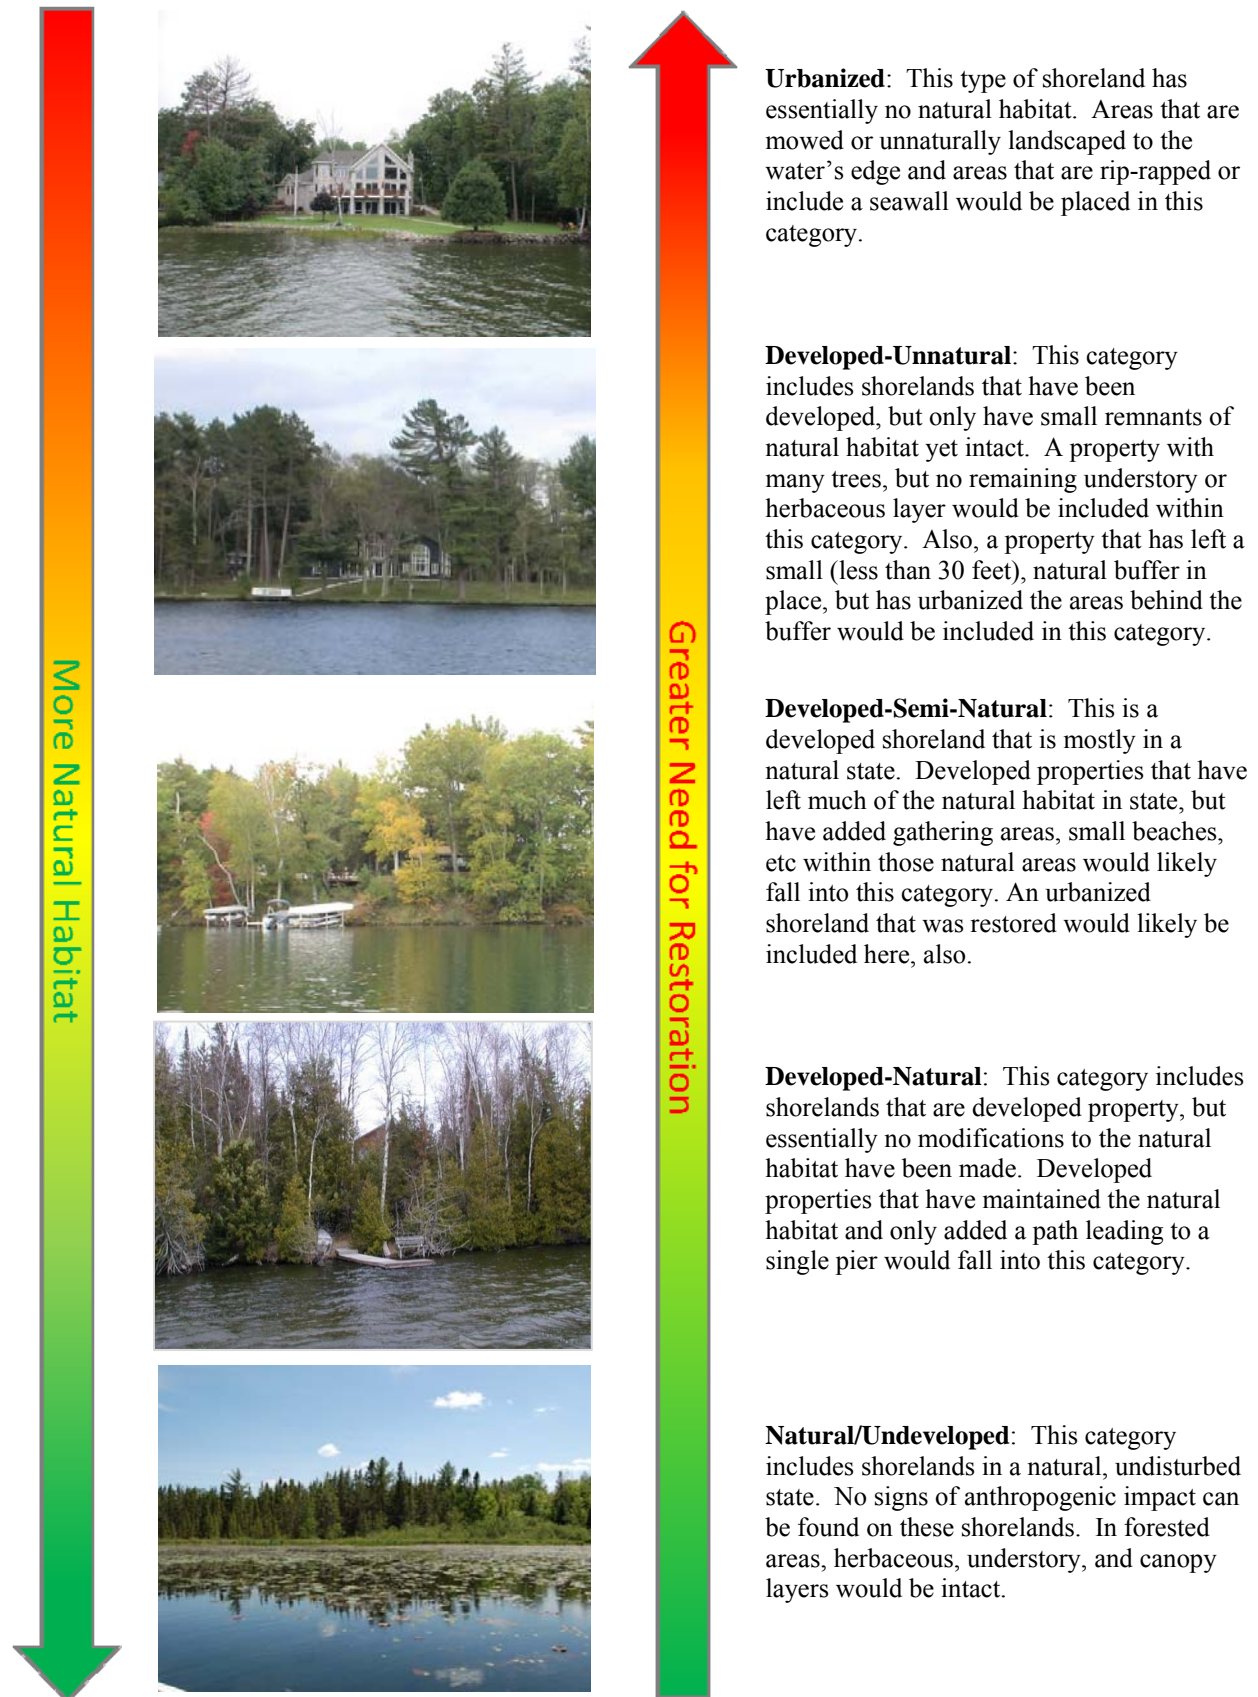 Urbanized:  This type of shoreland has
essentially no natural habitat.  Areas that are
mowed or unnaturally landscaped to the
water's edge and areas that are rip-rapped or
include a seawall would be placed in this
category.
Developed-Unnatural:  This category
includes shorelands that have been
developed, but only have small remnants of
natural habitat yet intact.  A property with
many trees, but no remaining understory or
herbaceous layer would be included within
this category.  Also, a property that has left a
small (less than 30 feet), natural buffer in
place, but has urbanized the areas behind the
buffer would be included in this category.
More Natural Habitat
Greater Need for Restoration
Developed-Semi-Natural:  This is a
developed shoreland that is mostly in a
natural state.  Developed properties that have
left much of the natural habitat in state, but
have added gathering areas, small beaches,
etc within those natural areas would likely
fall into this category. An urbanized
shoreland that was restored would likely be
included here, also.
Developed-Natural:  This category includes
shorelands that are developed property, but
essentially no modifications to the natural
habitat have been made.  Developed
properties that have maintained the natural
habitat and only added a path leading to a
single pier would fall into this category.
Natural/Undeveloped:  This category
includes shorelands in a natural, undisturbed
state.  No signs of anthropogenic impact can
be found on these shorelands.  In forested
areas, herbaceous, understory, and canopy
layers would be intact.